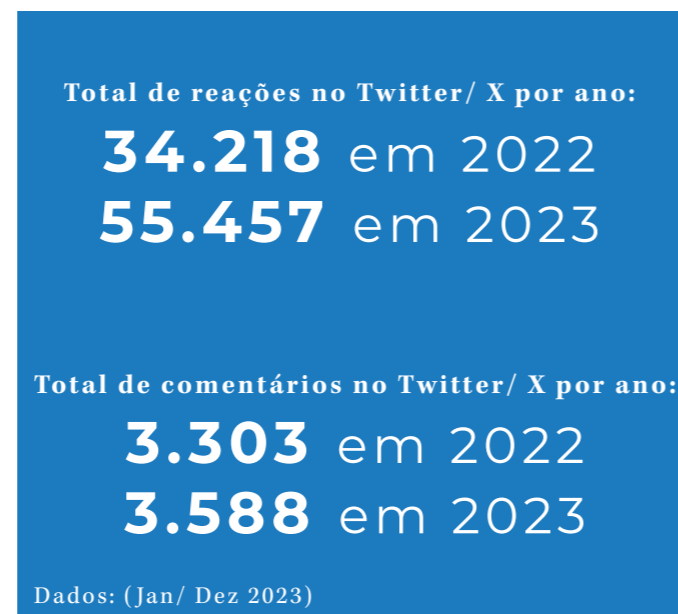 Total de reações no Twitter/ X por ano:
34.218 em 2022
55.457 em 2023
Total de comentários no Twitter/ X por ano:
3.303 em 2022
3.588 em 2023
Dados: (Jan/ Dez 2023)